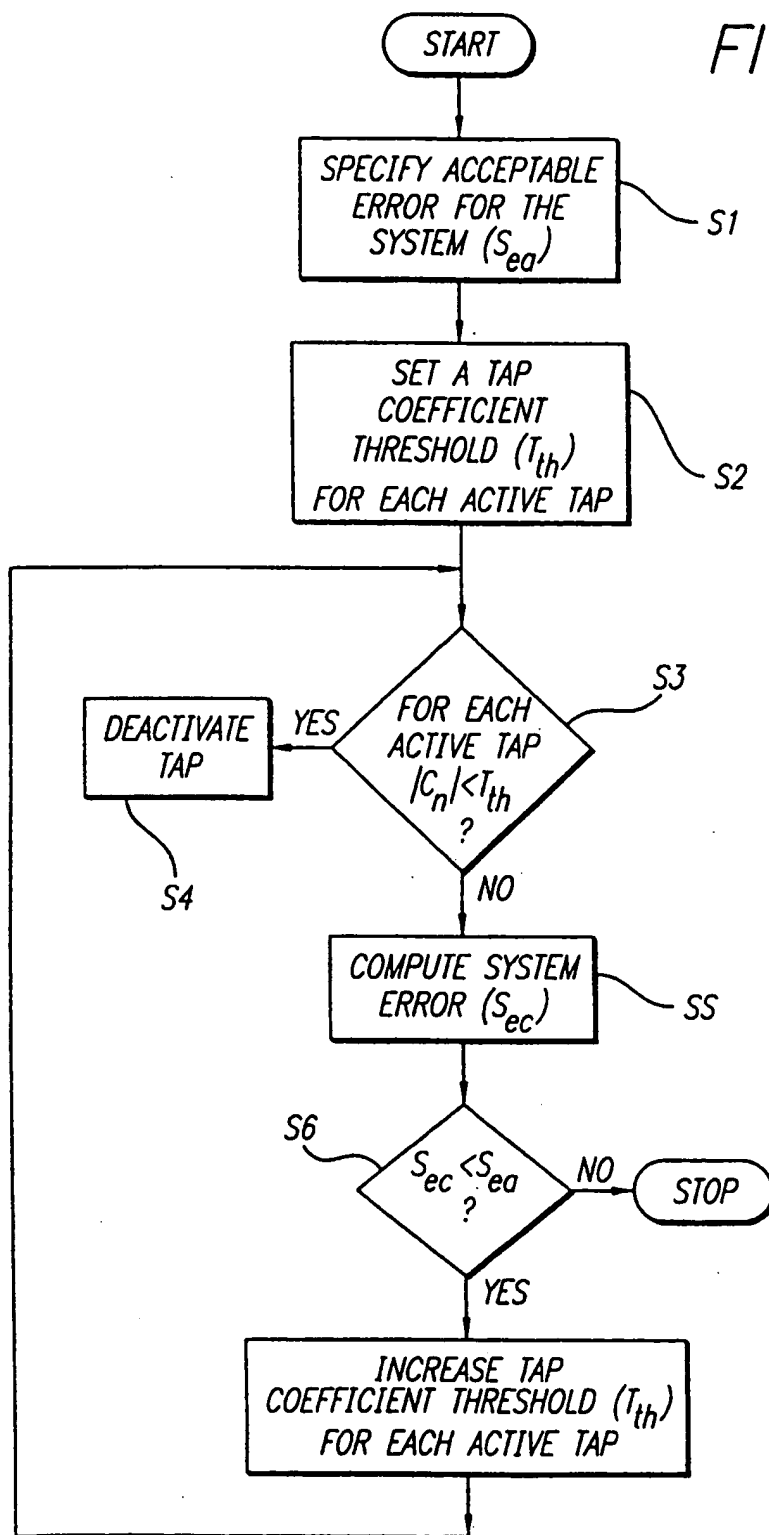 START
FI
SPECIFY ACCEPTABLE
ERROR FOR THE
SYSTEM (S_ea)
S1
SET A TAP
COEFFICIENT
THRESHOLD (T_th)
FOR EACH ACTIVE TAP
S2
FOR EACH
ACTIVE TAP
|C_n|<T_th
?
S3
YES
DEACTIVATE
TAP
S4
NO
COMPUTE SYSTEM
ERROR (S_ec)
SS
S6
S_ec<S_ea
?
NO
STOP
YES
INCREASE TAP
COEFFICIENT THRESHOLD (T_th)
FOR EACH ACTIVE TAP